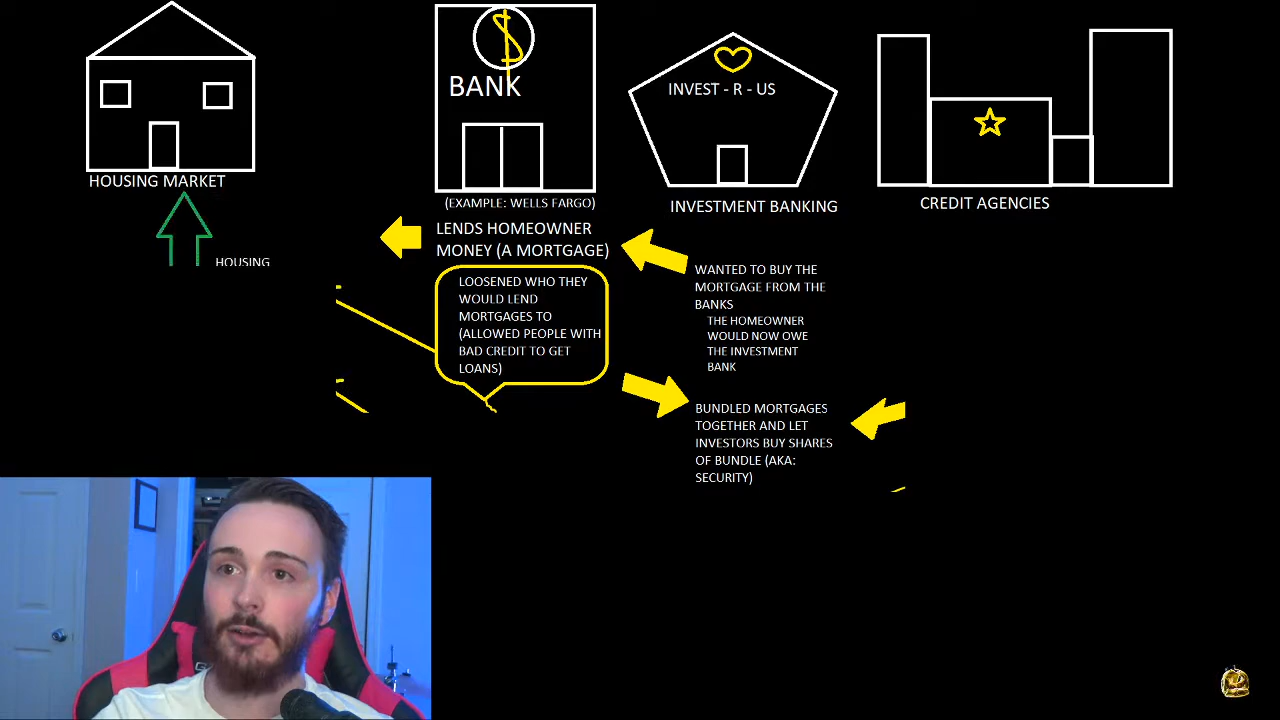 HOUSING MARKET
HOUSING
$
BANK
(EXAMPLE: WELLS FARGO)
LENDS HOMEOWNER
MONEY (A MORTGAGE)
LOOSENED WHO THEY
WOULD LEND
MORTGAGES TO
(ALLOWED PEOPLE WITH
BAD CREDIT TO GET
LOANS)
INVEST - R - US
INVESTMENT BANKING
WANTED TO BUY THE
MORTGAGE FROM THE
BANKS
THE HOMEOWNER
WOULD NOW OWE
THE INVESTMENT
BANK
BUNDLED MORTGAGES
TOGETHER AND LET
INVESTORS BUY SHARES
OF BUNDLE (AKA:
SECURITY)
CREDIT AGENCIES